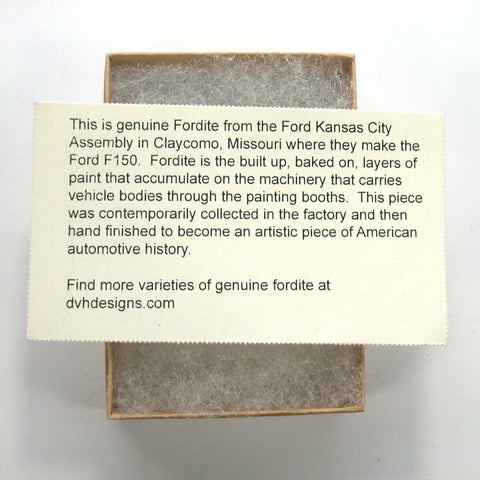 This is genuine Fordite from the Ford Kansas City
Assembly in Claycomo, Missouri where they make the
Ford F150.  Fordite is the built up, baked on, layers of
paint that accumulate on the machinery that carries
vehicle bodies through the painting booths.  This piece
was contemporarily collected in the factory and then
hand finished to become an artistic piece of American
automotive history.

Find more varieties of genuine fordite at
dvhdesigns.com